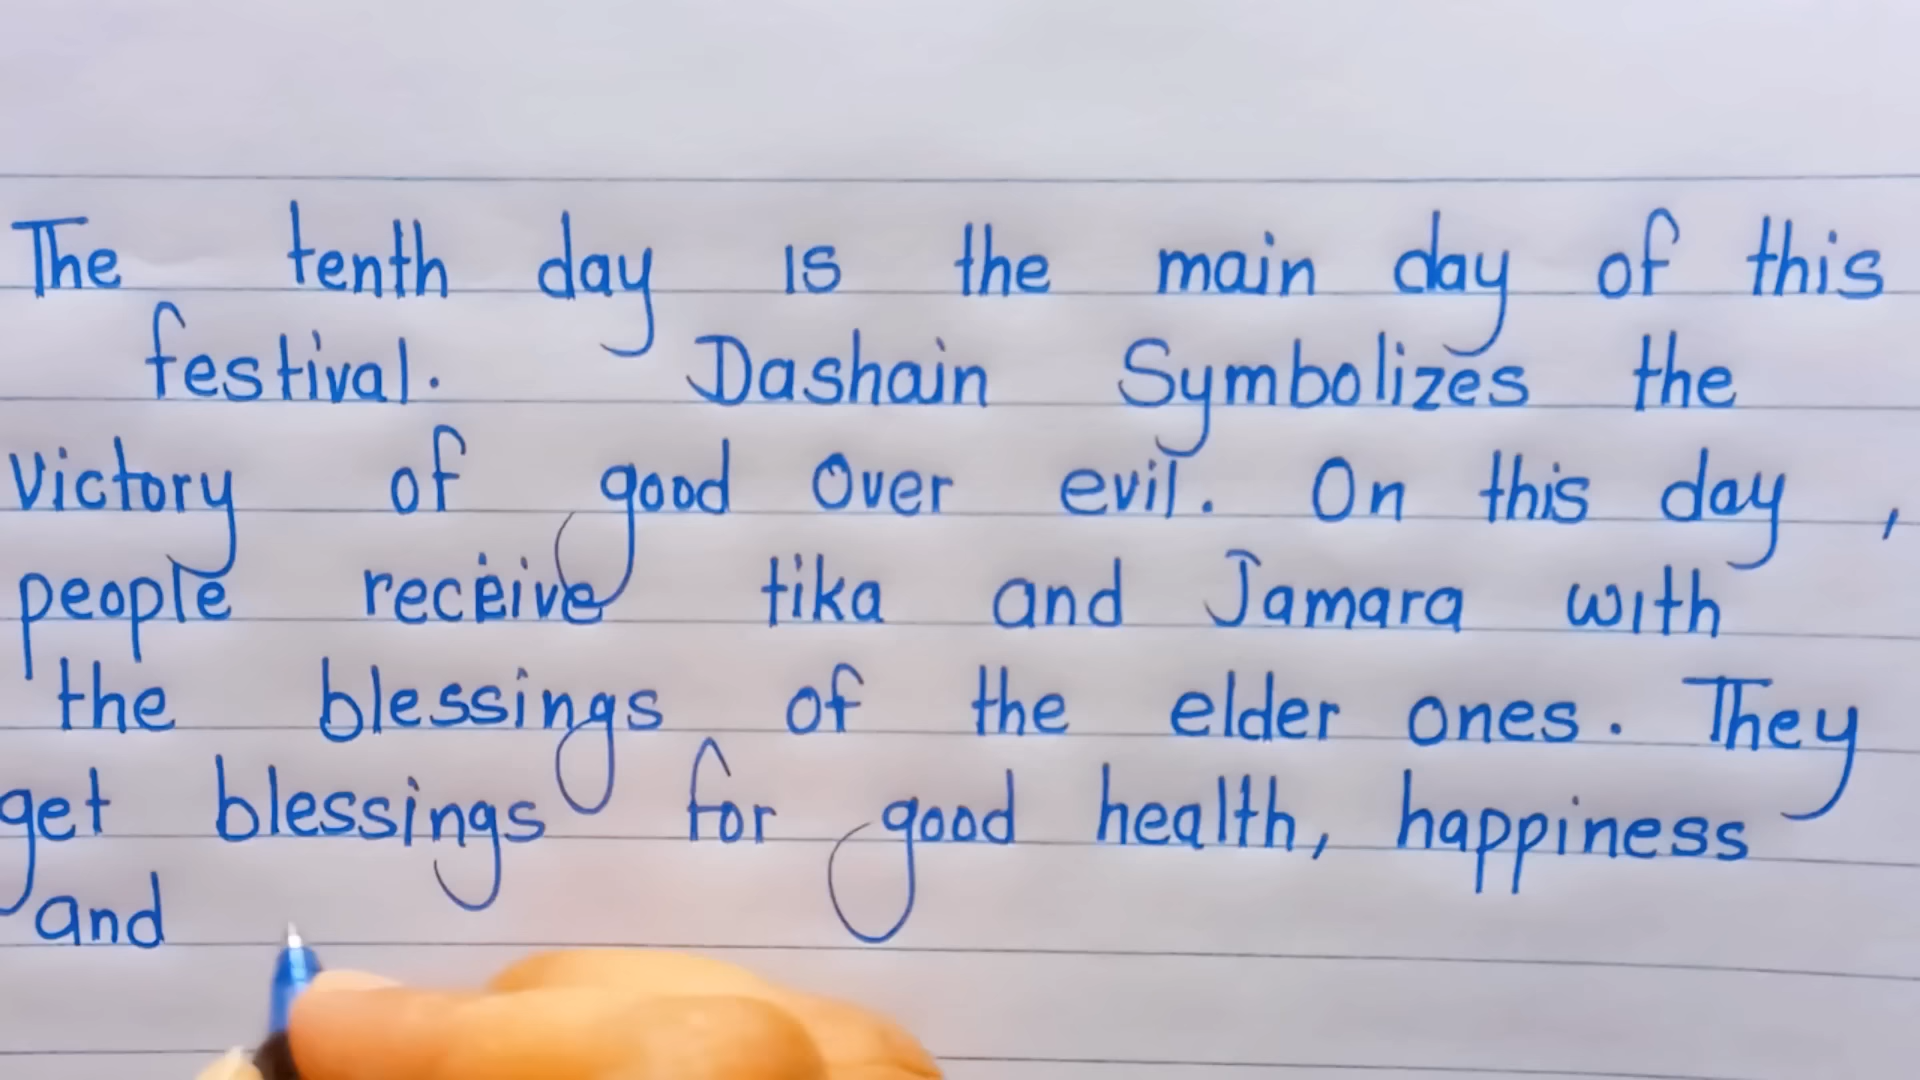 The tenth day is the main day of this
festival. Dashain Symbolizes the
Victory of good Over evil. On this day ,
people receive tika and Jamara with
the blessings of the elder ones. They
get blessings for good health, happiness
and